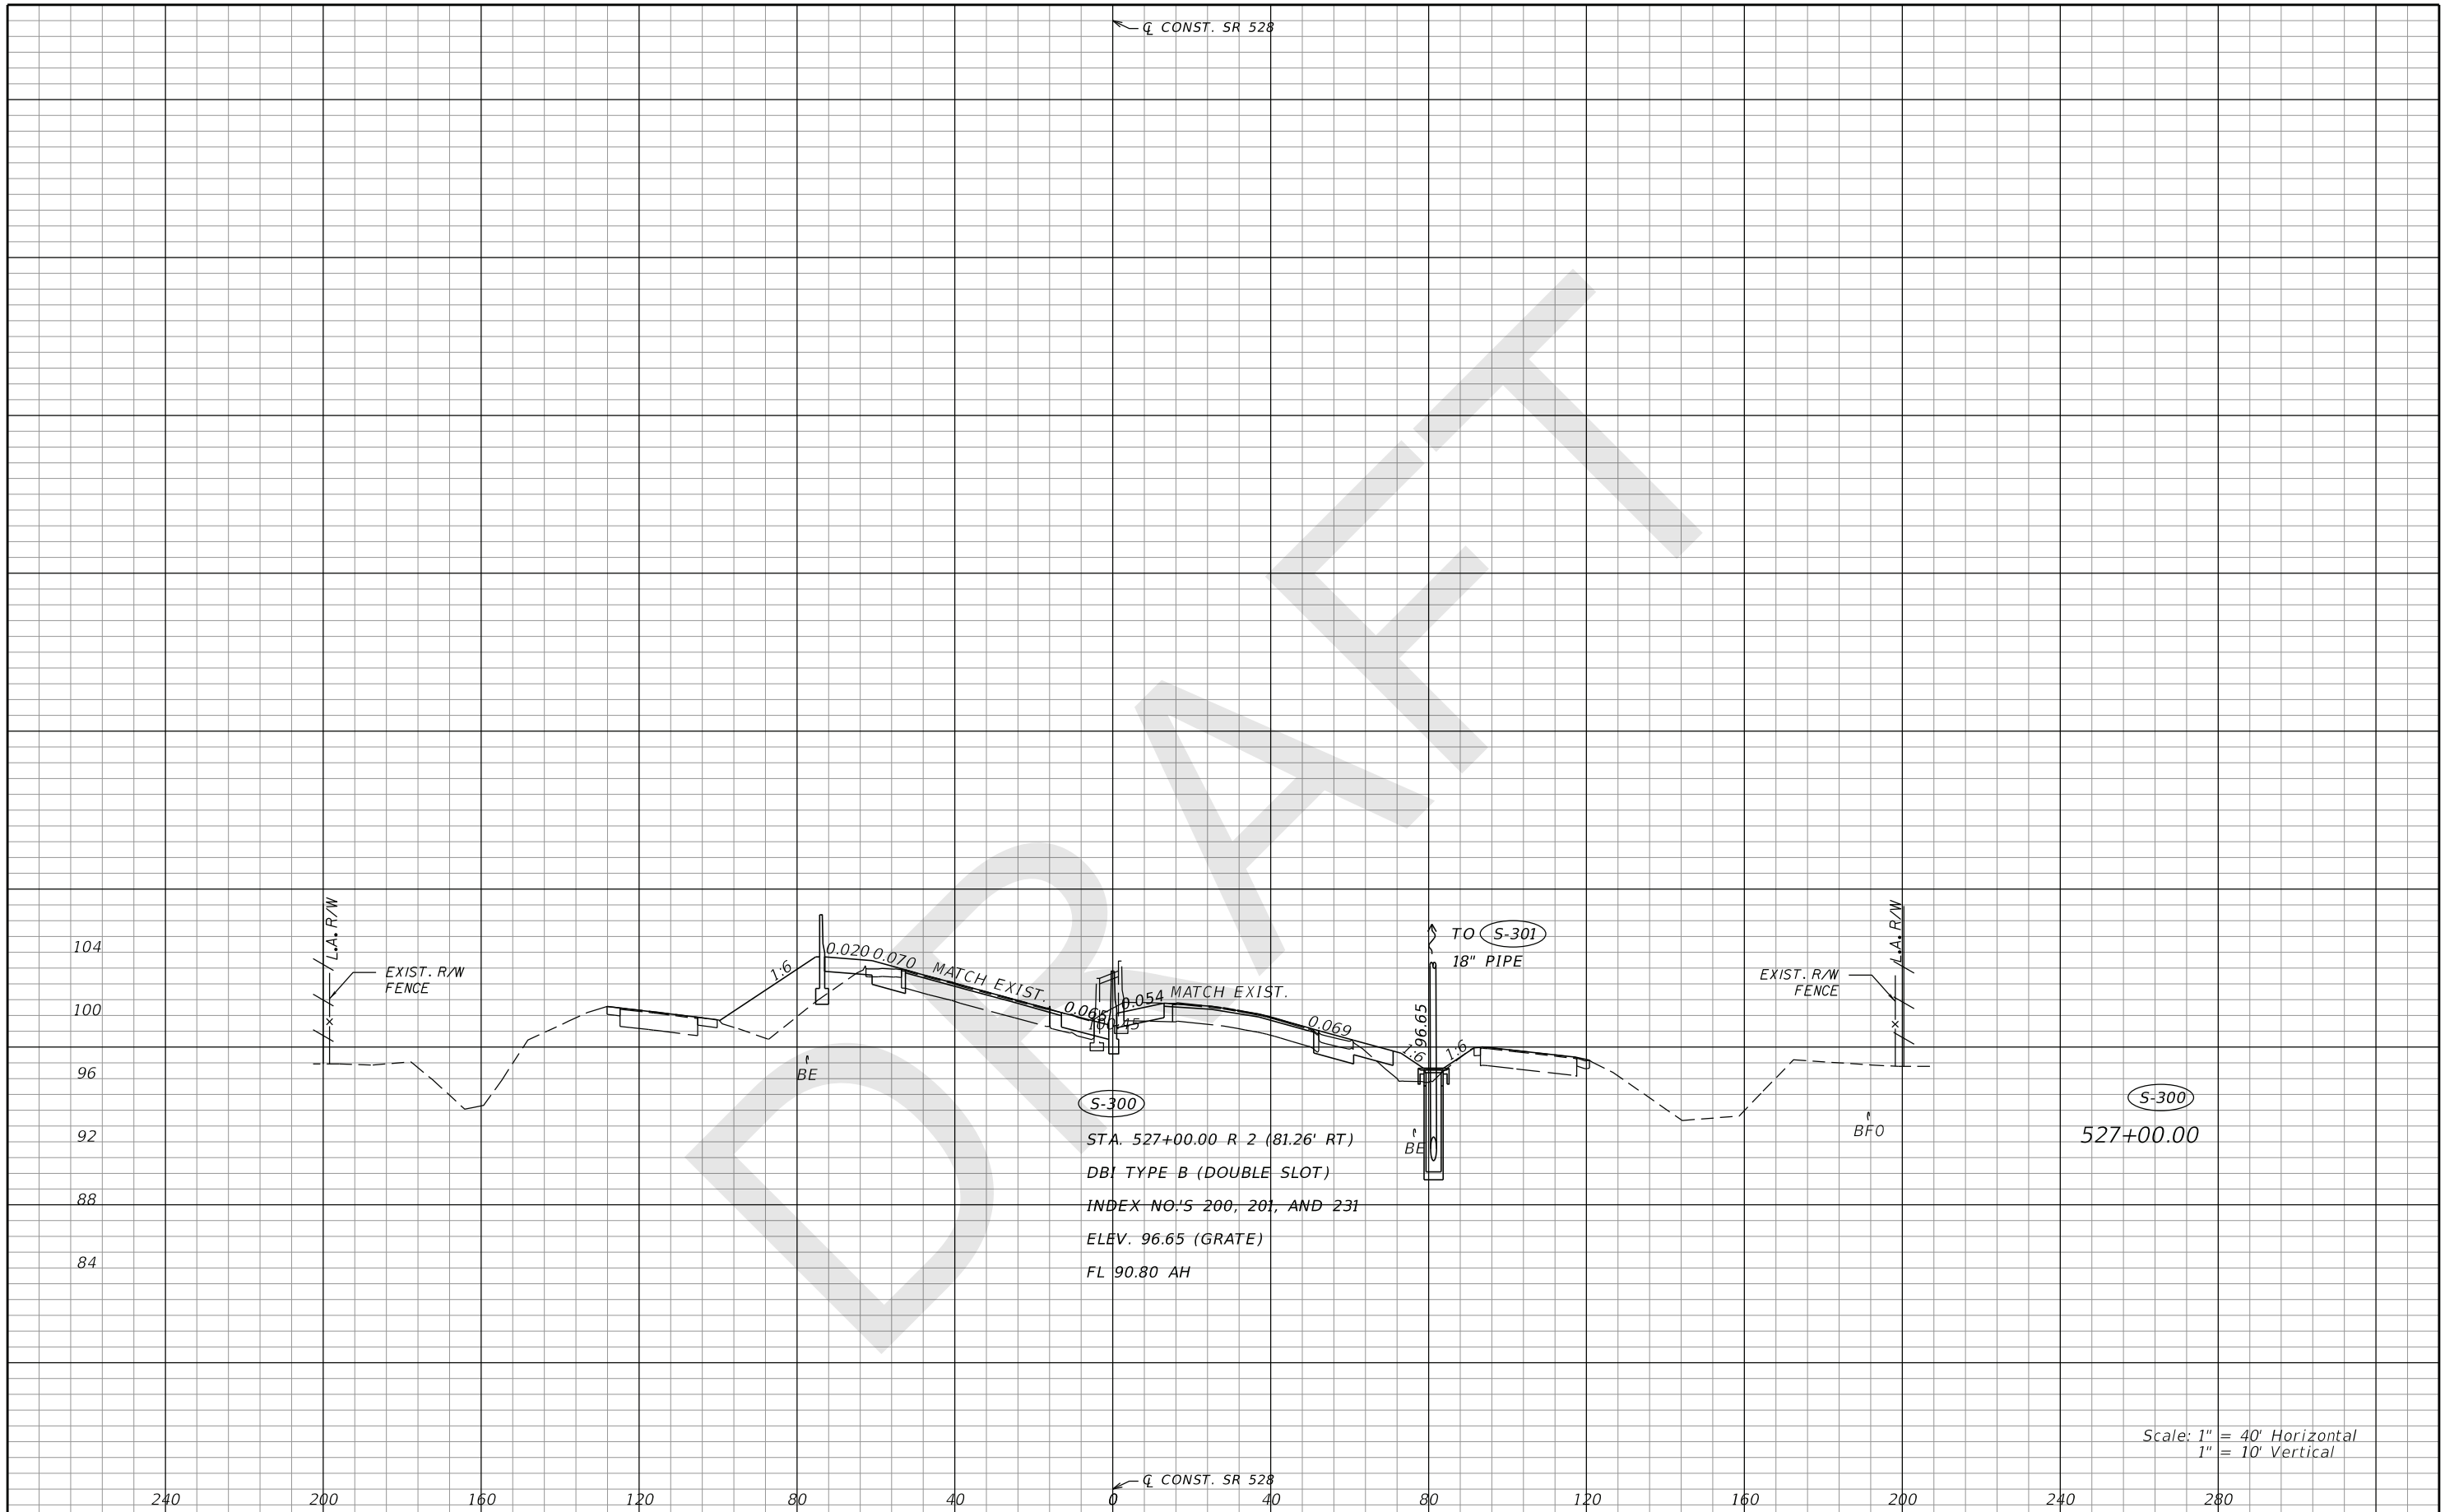 ℄ CONST. SR 528
DRAFT
L.A. R/W
L.A. R/W
EXIST. R/W
FENCE
EXIST. R/W
FENCE
TO S-301
18" PIPE
104
100
96
92
88
84
1:6
0.020
0.070
MATCH EXIST.
0.054
MATCH EXIST.
0.069
1:6
96.65
1:6
BE
BE
BFO
S-300
STA. 527+00.00 R 2 (81.26' RT)
DBI TYPE B (DOUBLE SLOT)
INDEX NO.'S 200, 201, AND 231
ELEV. 96.65 (GRATE)
FL 90.80 AH
S-300
527+00.00
Scale: 1" = 40' Horizontal
1" = 10' Vertical
℄ CONST. SR 528
240 200 160 120 80 40 0 40 80 120 160 200 240 280